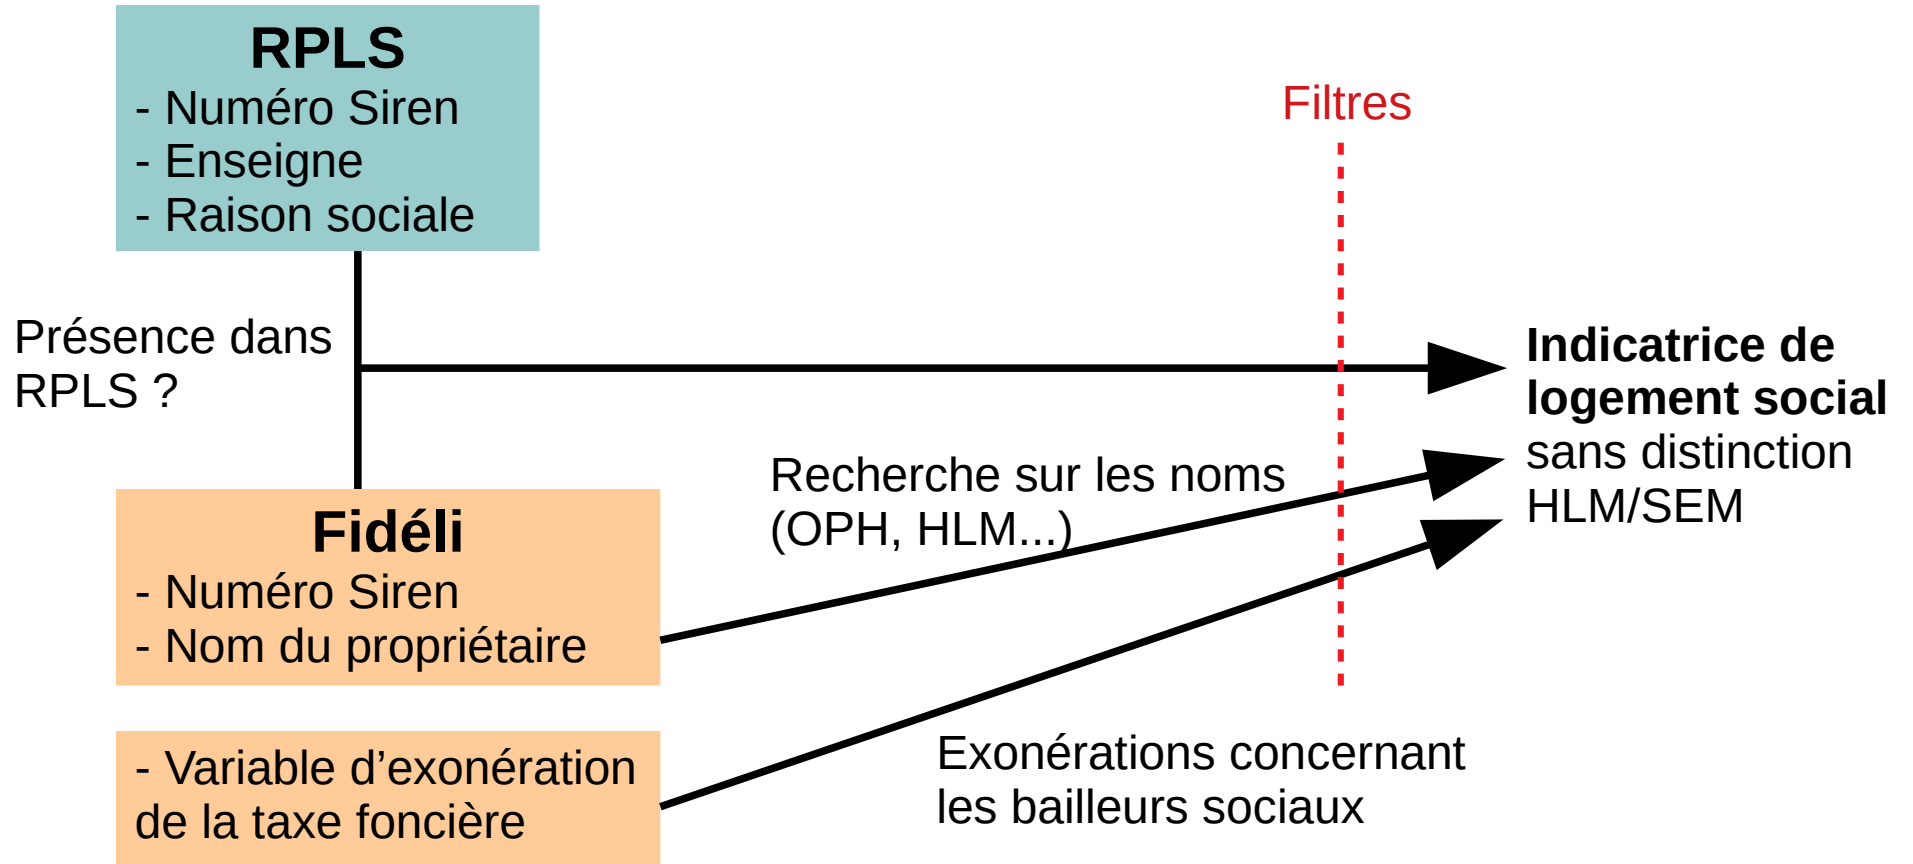 RPLS
- Numéro Siren
- Enseigne
- Raison sociale
Filtres
Présence dans
RPLS ?
Indicatrice de
logement social
sans distinction
HLM/SEM
Recherche sur les noms
(OPH, HLM...)
Fidéli
- Numéro Siren
- Nom du propriétaire
- Variable d’exonération
de la taxe foncière
Exonérations concernant
les bailleurs sociaux